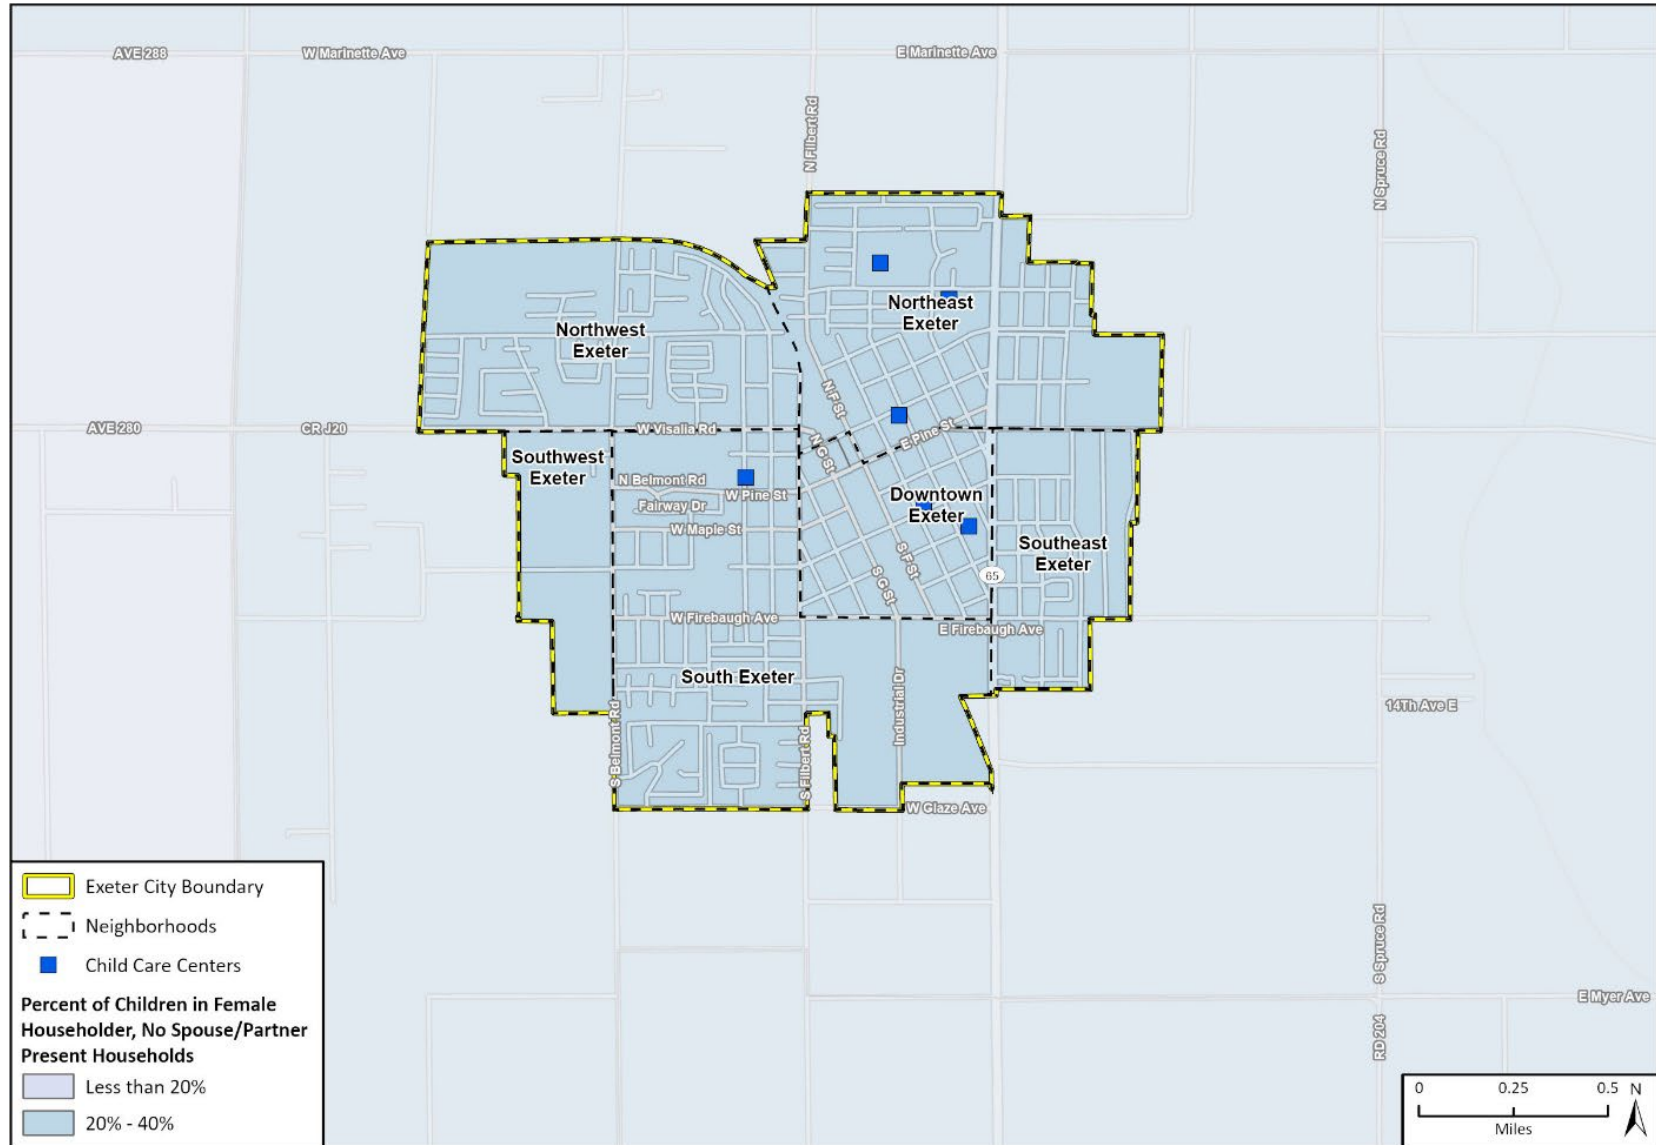 AVE 288
W Marinette Ave
E Marinette Ave
N Filbert Rd
N Spruce Rd
Northwest
Exeter
Northeast
Exeter
N F St
AVE 280
CR J20
W Visalia Rd
E Pine St
N G St
Southwest
Exeter
N Belmont Rd
W Pine St
Fairway Dr
W Maple St
Downtown
Exeter
Southeast
Exeter
S F St
S G St
65
W Firebaugh Ave
E Firebaugh Ave
South Exeter
S Belmont Rd
S Filbert Rd
Industrial Dr
14Th Ave E
W Glaze Ave
S Spruce Rd
E Myer Ave
RD 204
Exeter City Boundary
Neighborhoods
Child Care Centers
Percent of Children in Female
Householder, No Spouse/Partner
Present Households
Less than 20%
20% - 40%
0 0.25 0.5 N
Miles